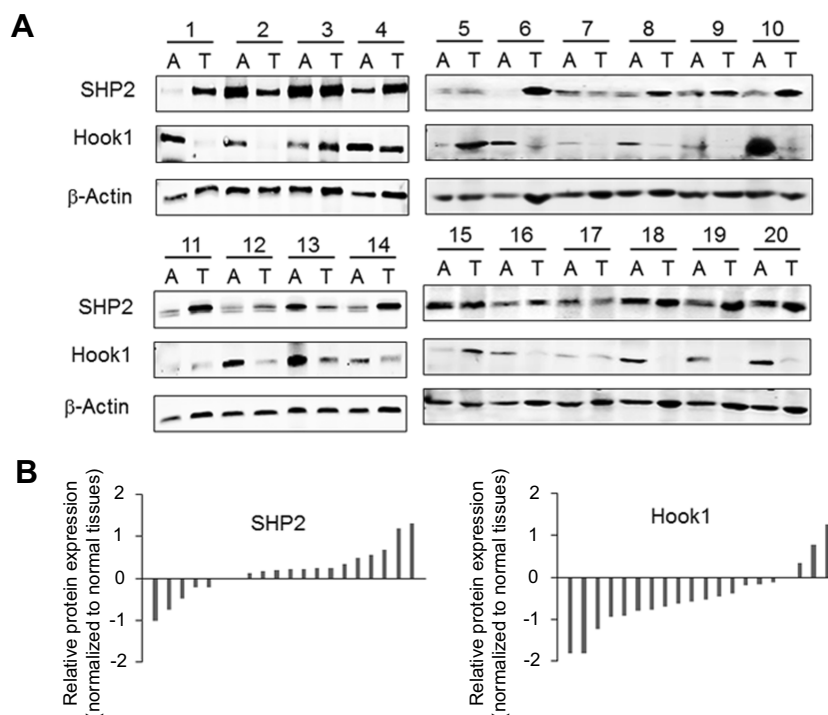 A
1 2 3 4 5 6 7 8 9 10
A T A T A T A T A T A T A T A T A T A T
SHP2
Hook1
β-Actin
11 12 13 14 15 16 17 18 19 20
A T A T A T A T A T A T A T A T A T A T
SHP2
Hook1
β-Actin
B
Relative protein expression
(normalized to normal tissues)
2
1
0
-1
-2
SHP2
Relative protein expression
(normalized to normal tissues)
2
1
0
-1
-2
Hook1